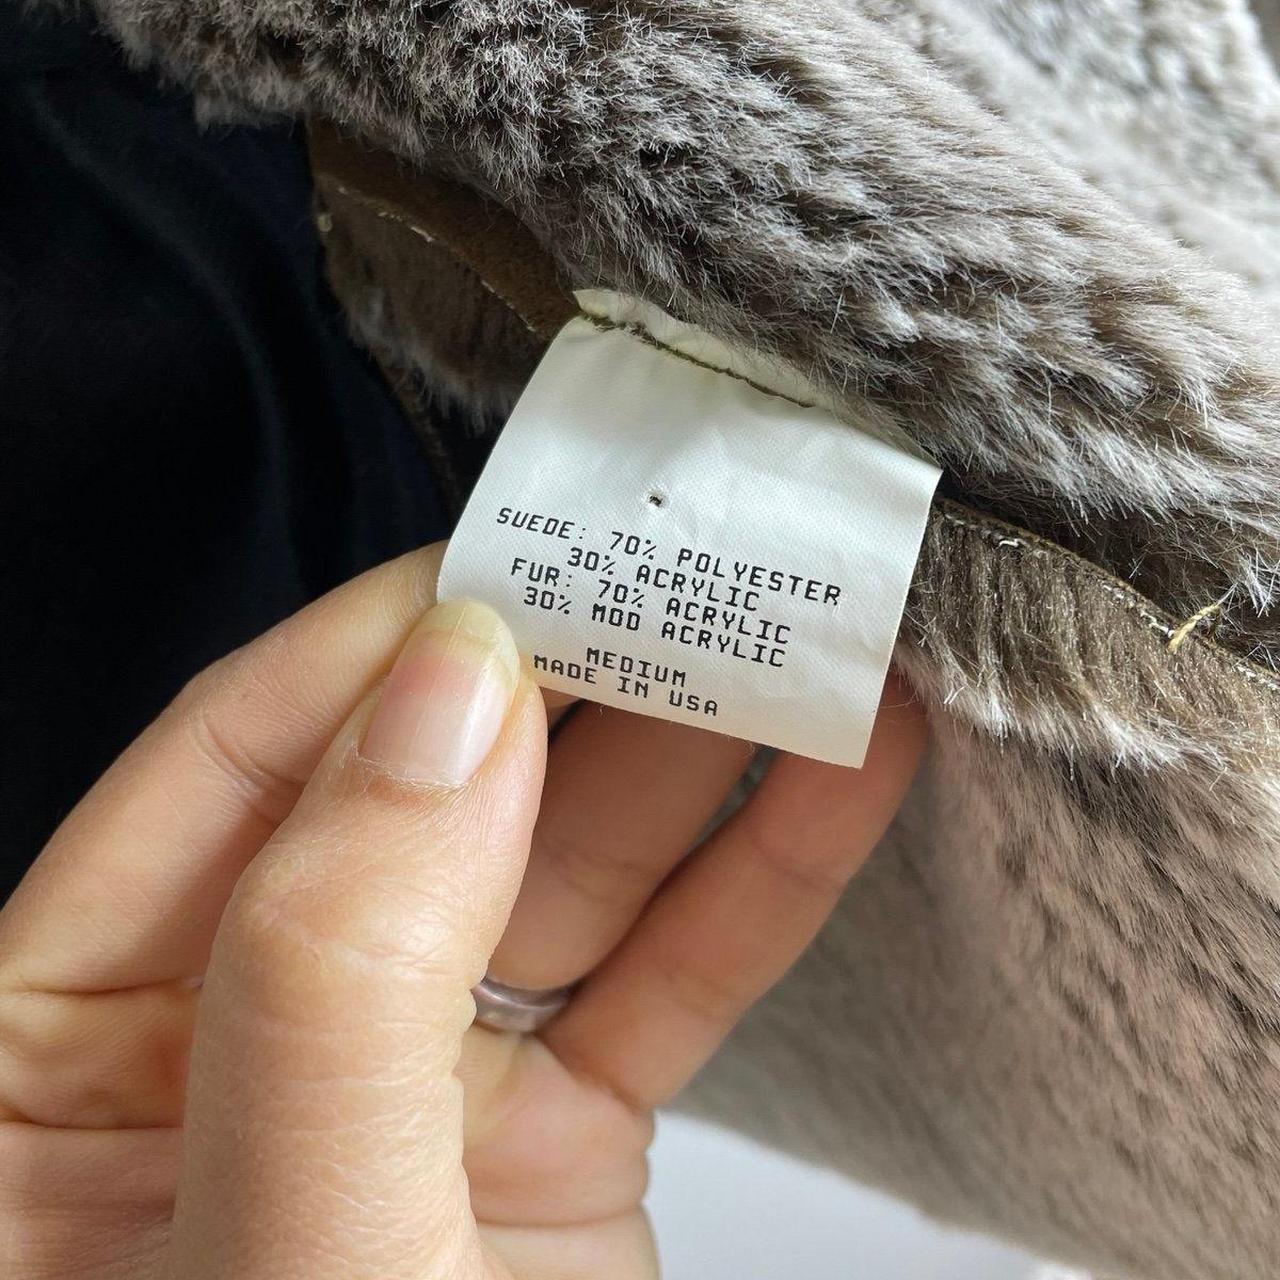 SUEDE: 70% POLYESTER
30% ACRYLIC
FUR: 70% ACRYLIC
30% MOD ACRYLIC
MEDIUM
MADE IN USA